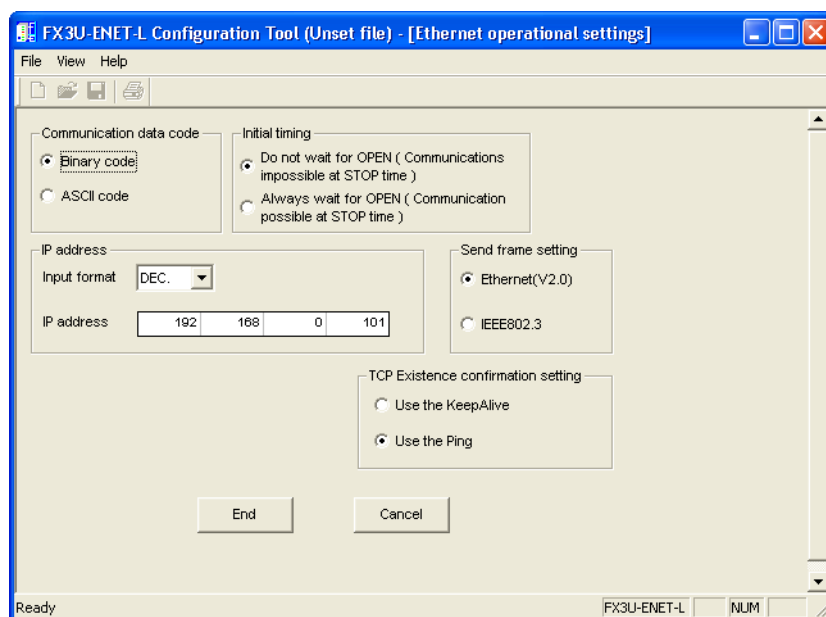 FX3U-ENET-L Configuration Tool (Unset file) - [Ethernet operational settings]
File View Help
Communication data code
Binary code
ASCII code
Initial timing
Do not wait for OPEN ( Communications
impossible at STOP time )
Always wait for OPEN ( Communication
possible at STOP time )
IP address
Input format DEC.
IP address 192 168 0 101
Send frame setting
Ethernet(V2.0)
IEEE802.3
TCP Existence confirmation setting
Use the KeepAlive
Use the Ping
End Cancel
Ready FX3U-ENET-L NUM